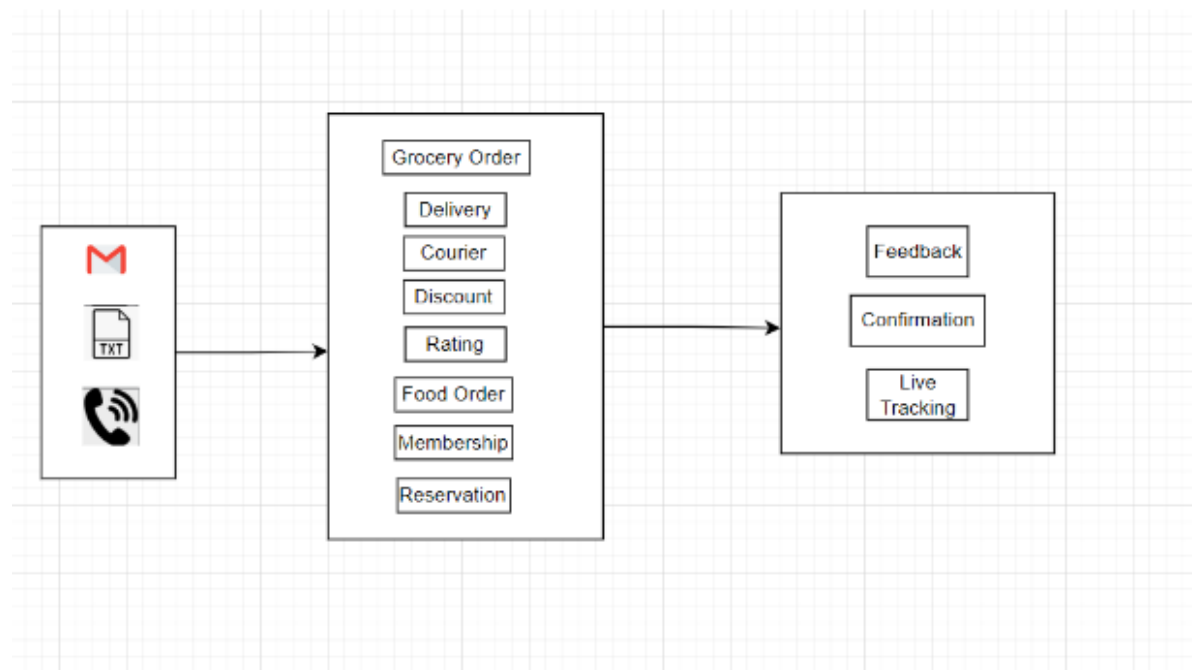 TXT
Grocery Order
Delivery
Courier
Discount
Rating
Food Order
Membership
Reservation
Feedback
Confirmation
Live
Tracking